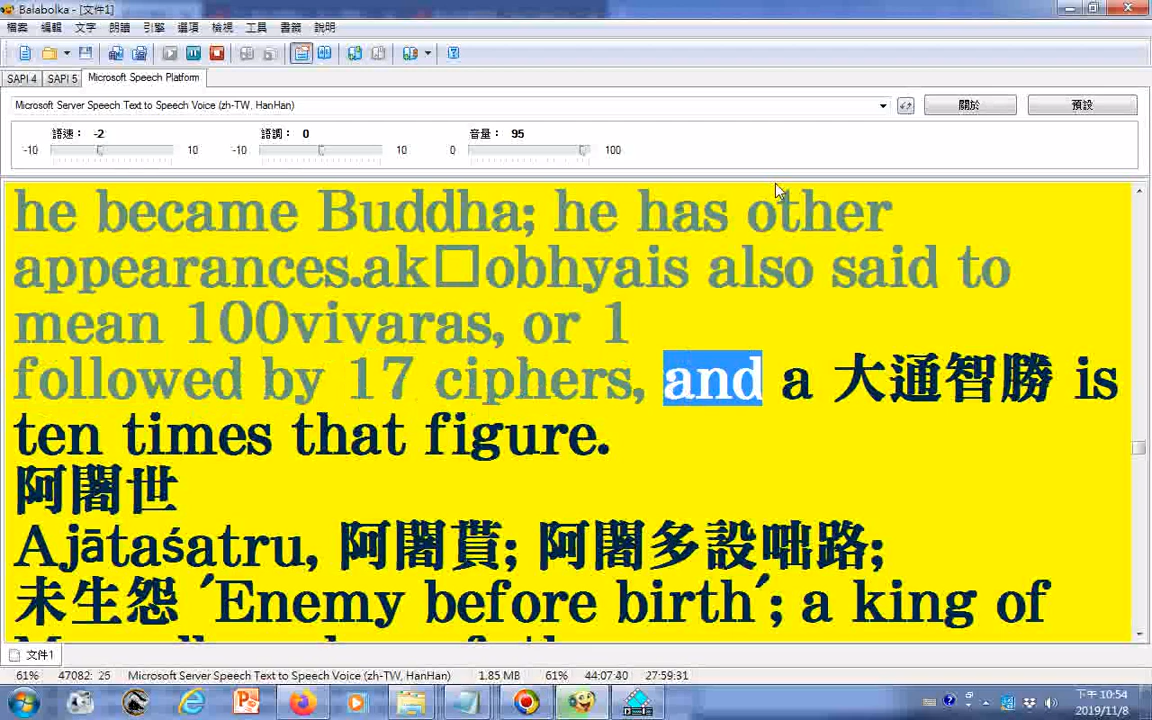 Balabolka - [文件1]
檔案 編輯 文字 朗讀 引擎 選項 檢視 工具 書籤 說明
SAPI 4 SAPI 5 Microsoft Speech Platform
Microsoft Server Speech Text to Speech Voice (zh-TW, HanHan) 關於 預設
語速： -2 語調： 0 音量： 95
-10 10 -10 10 0 100
he became Buddha; he has other
appearances.ak□obhyais also said to
mean 100vivaras, or 1
followed by 17 ciphers, and a 大通智勝 is
ten times that figure.
阿闍世
Ajātaśatru, 阿闍貰; 阿闍多設咄路;
未生怨 'Enemy before birth'; a king of
文件1
61% 47082: 25 Microsoft Server Speech Text to Speech Voice (zh-TW, HanHan) 1.85 MB 61% 44:07:40 27:59:31
下午 10:54
2019/11/8